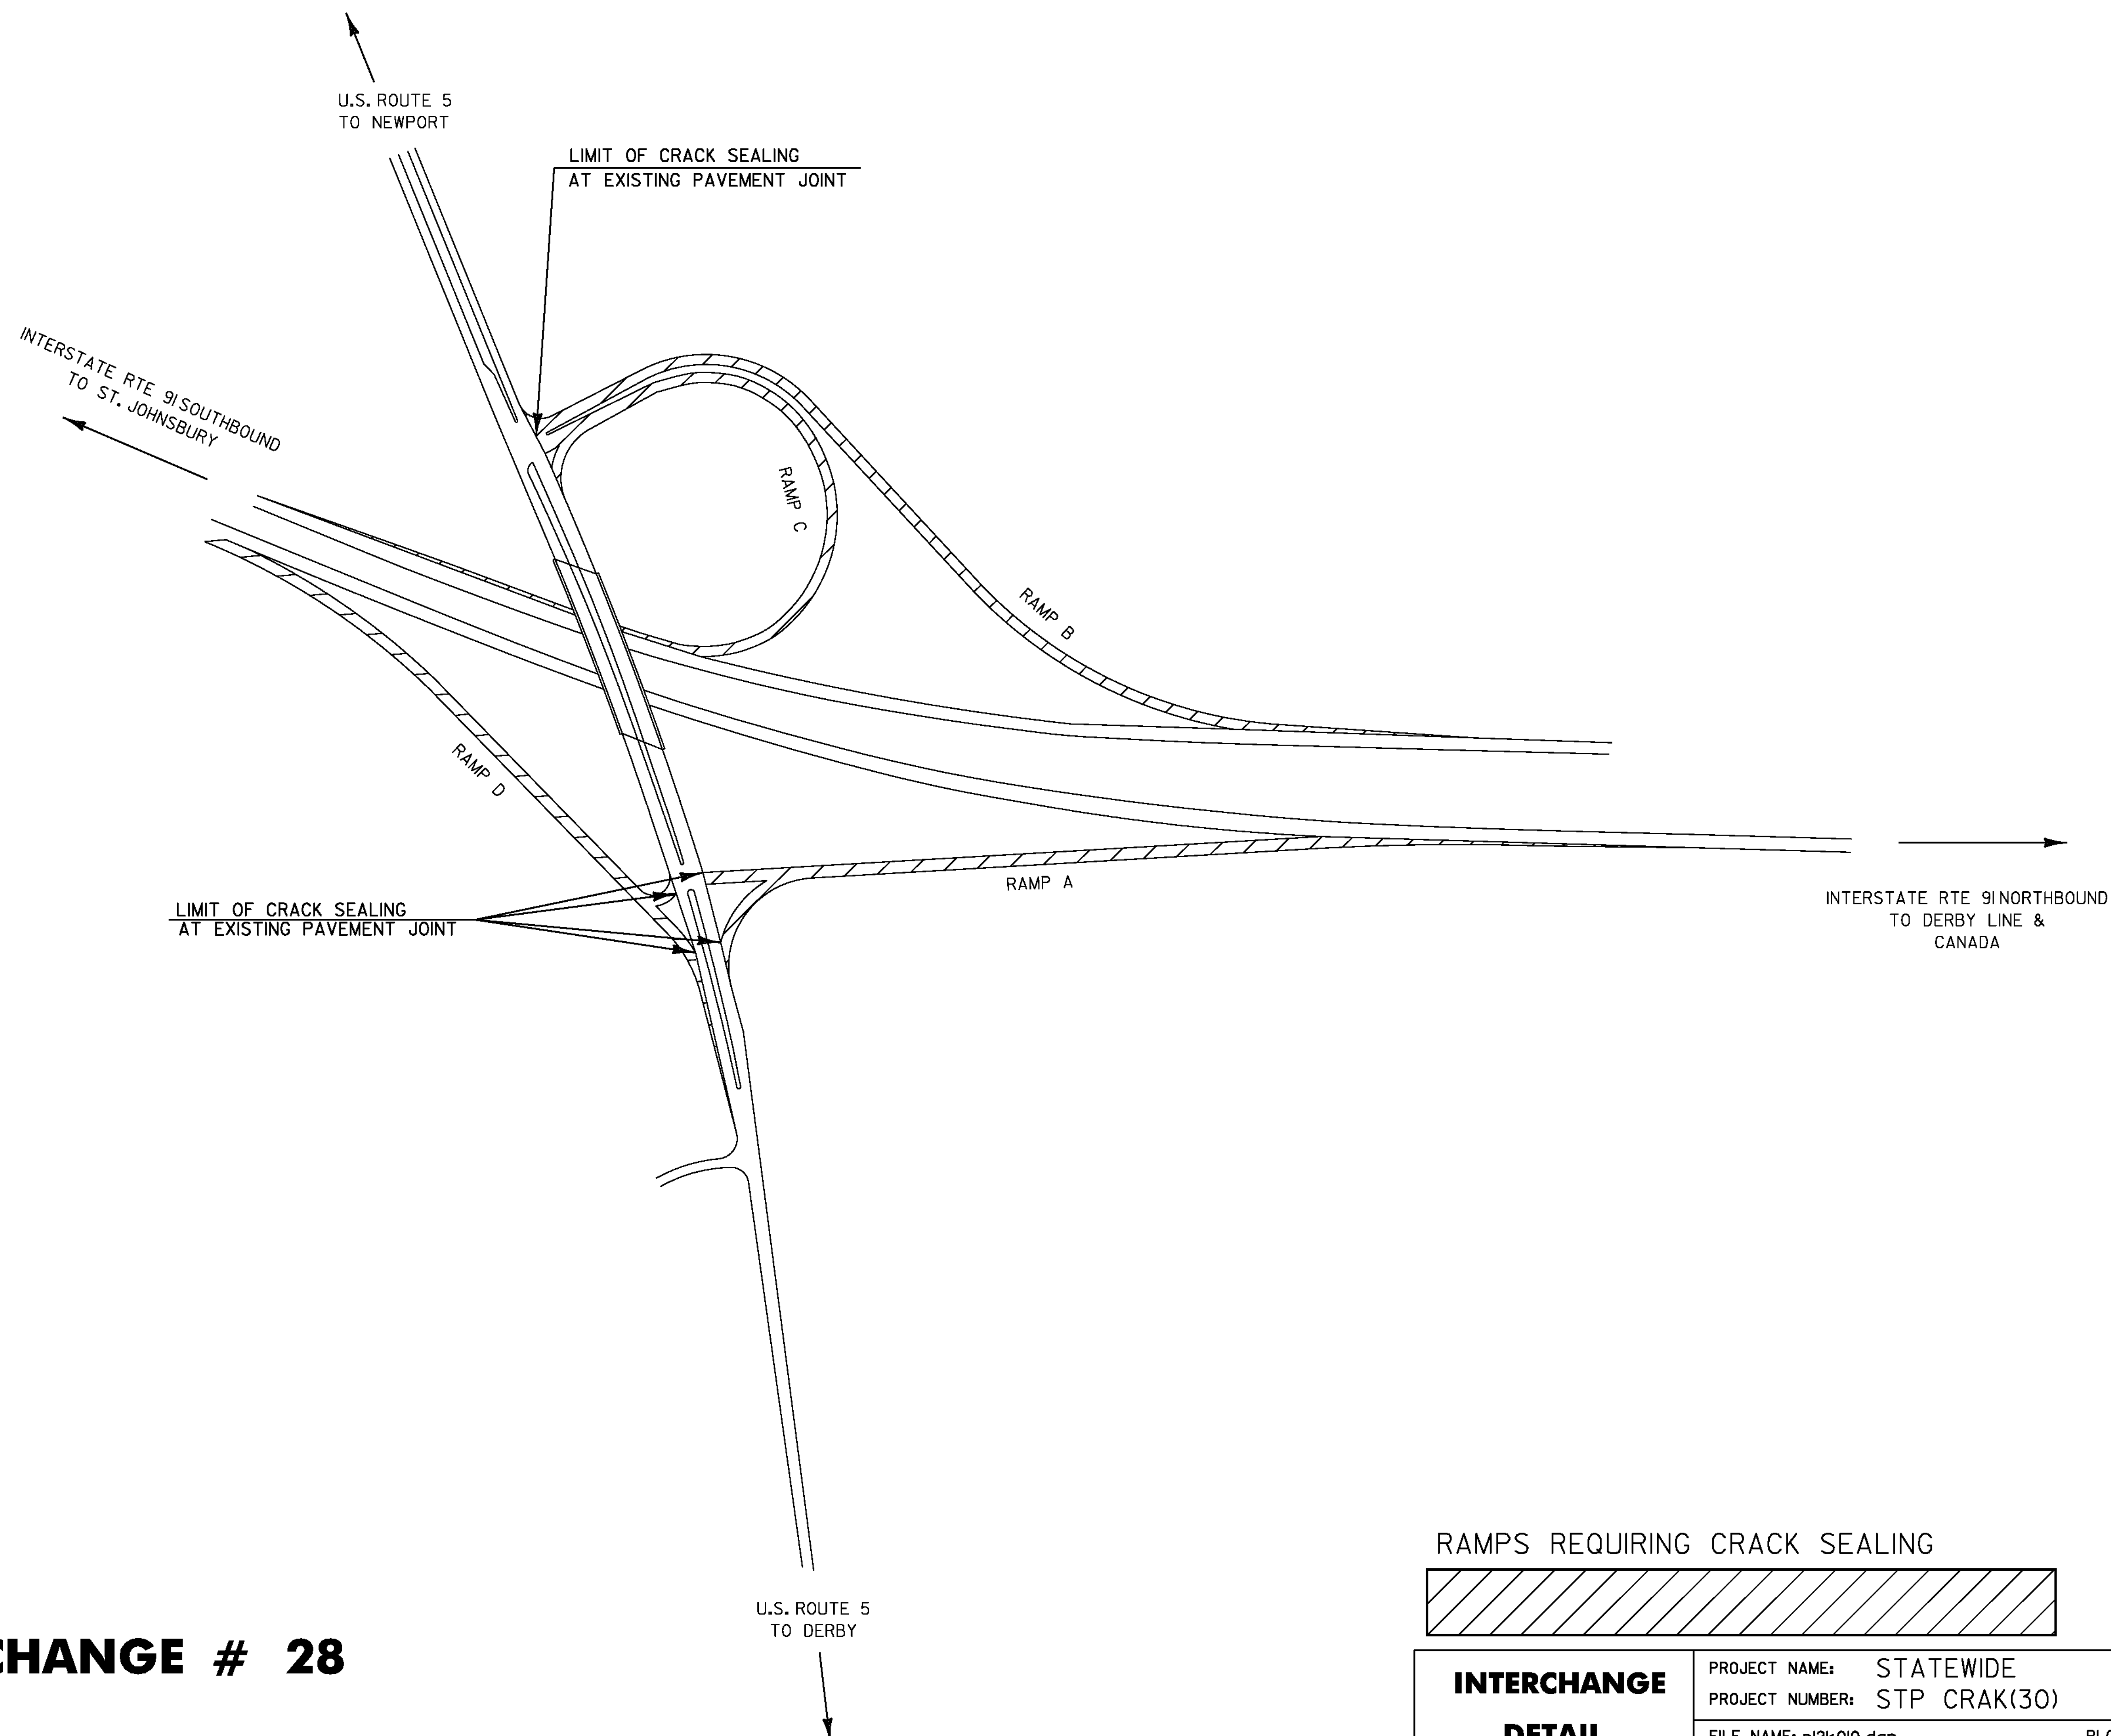 U.S. ROUTE 5
TO NEWPORT
LIMIT OF CRACK SEALING
AT EXISTING PAVEMENT JOINT
INTERSTATE RTE 91 SOUTHBOUND
TO ST. JOHNSBURY
RAMP C
RAMP B
RAMP D
RAMP A
LIMIT OF CRACK SEALING
AT EXISTING PAVEMENT JOINT
INTERSTATE RTE 91 NORTHBOUND
TO DERBY LINE &
CANADA
U.S. ROUTE 5
TO DERBY
RAMPS REQUIRING CRACK SEALING
CHANGE # 28
INTERCHANGE
DETAIL
PROJECT NAME: STATEWIDE
PROJECT NUMBER: STP CRAK(30)
FILE NAME: